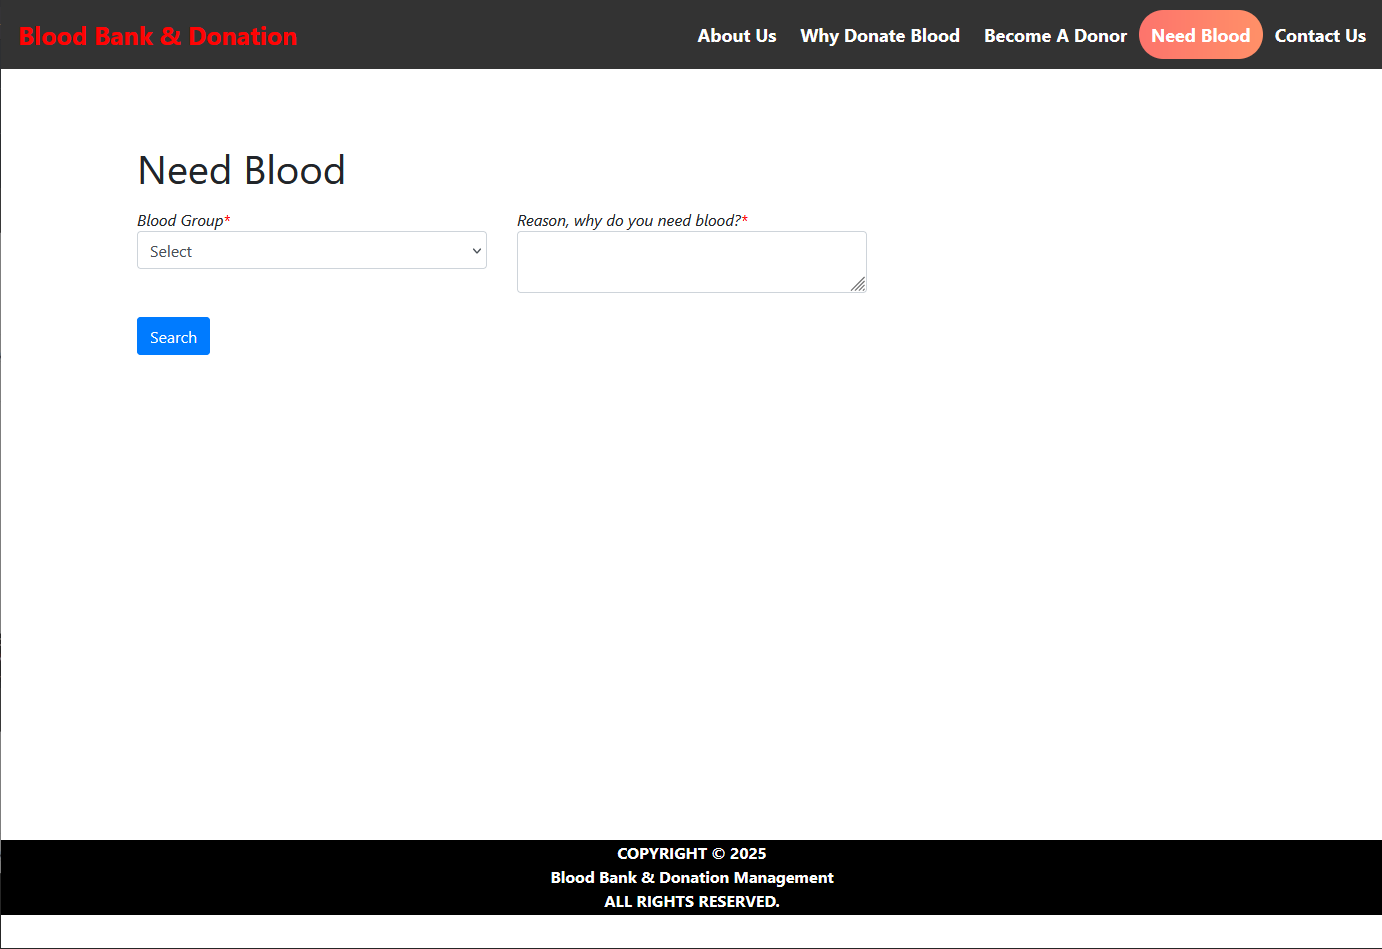 Blood Bank & Donation
About Us Why Donate Blood Become A Donor Need Blood Contact Us
Need Blood
Blood Group* Reason, why do you need blood?*
Select
Search
COPYRIGHT © 2025
Blood Bank & Donation Management
ALL RIGHTS RESERVED.